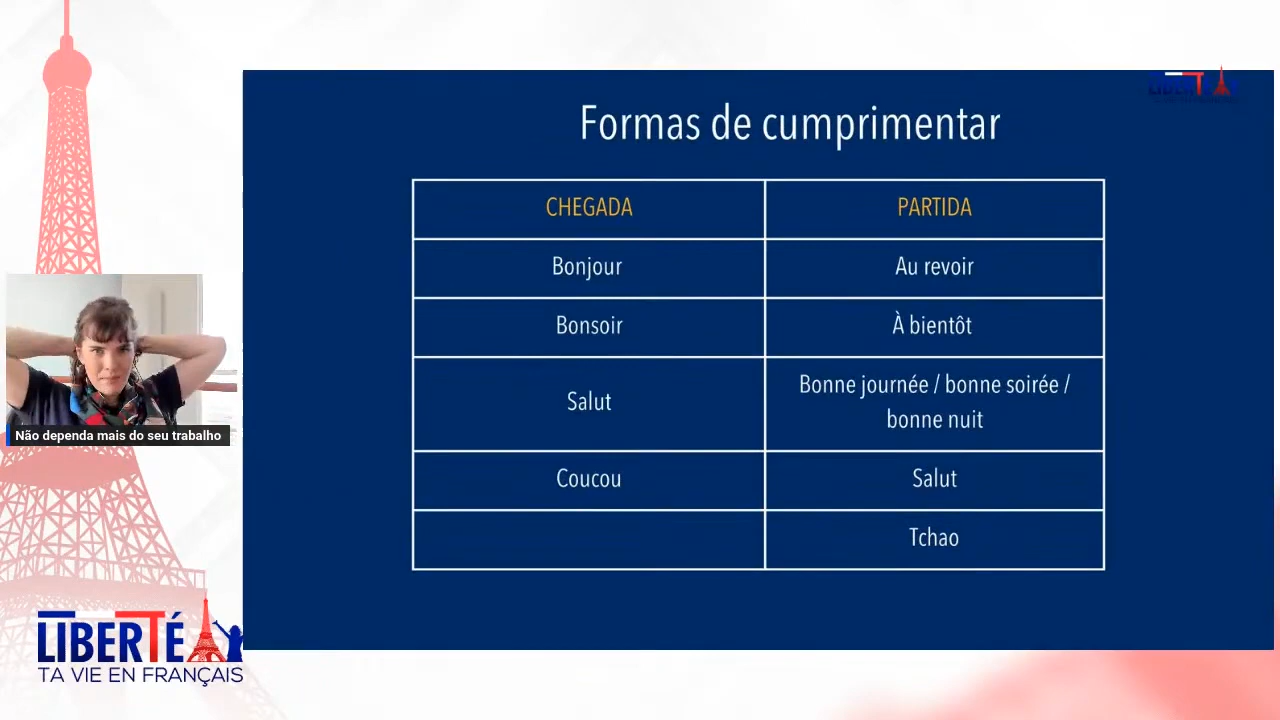 Formas de cumprimentar
CHEGADA PARTIDA
Bonjour Au revoir
Bonsoir À bientôt
Salut Bonne journée / bonne soirée /
bonne nuit
Coucou Salut
Tchao
Não dependa mais do seu trabalho
LIBERTÉ
TA VIE EN FRANÇAIS
LIBERTÉ